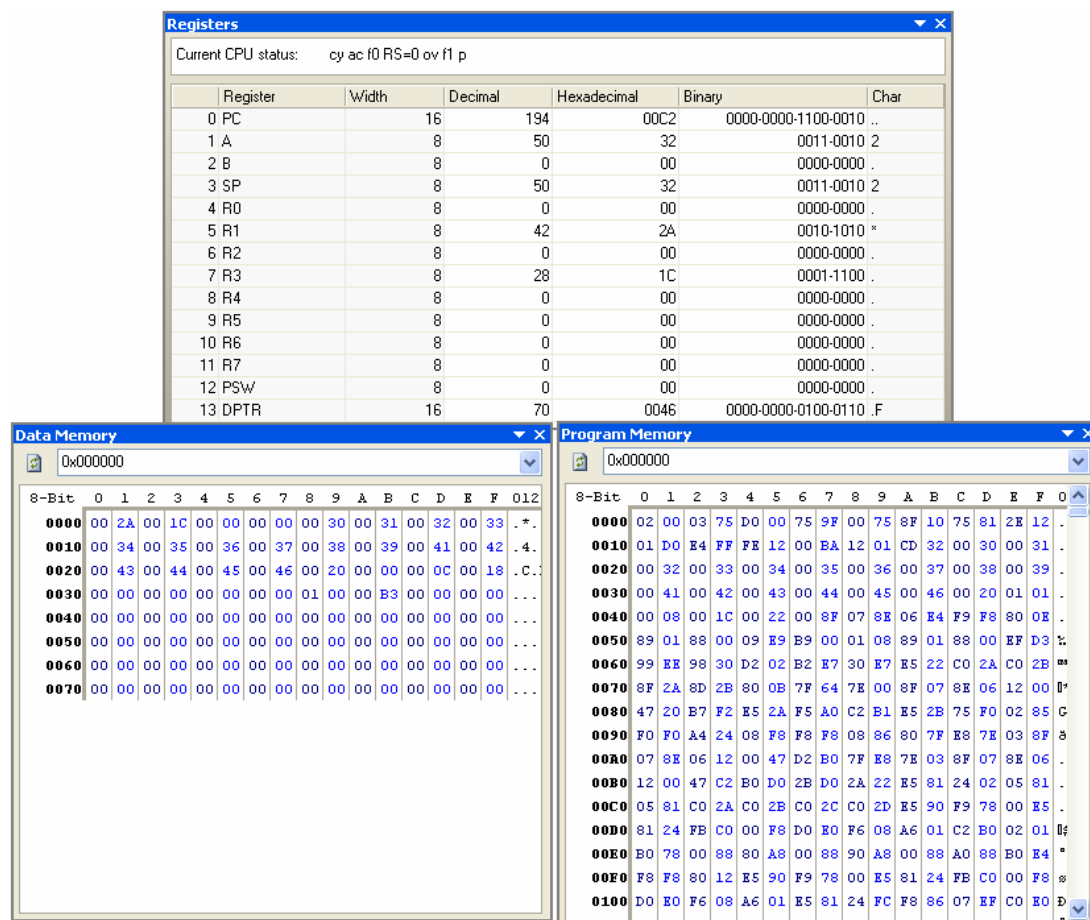 Registers
Current CPU status: cy ac f0 RS=0 ov f1 p
Register Width Decimal Hexadecimal Binary Char
0 PC 16 194 00C2 0000-0000-1100-0010 ..
1 A 8 50 32 0011-0010 2
2 B 8 0 00 0000-0000 .
3 SP 8 50 32 0011-0010 2
4 R0 8 0 00 0000-0000 .
5 R1 8 42 2A 0010-1010 *
6 R2 8 0 00 0000-0000 .
7 R3 8 28 1C 0001-1100 .
8 R4 8 0 00 0000-0000 .
9 R5 8 0 00 0000-0000 .
10 R6 8 0 00 0000-0000 .
11 R7 8 0 00 0000-0000 .
12 PSW 8 0 00 0000-0000 .
13 DPTR 16 70 0046 0000-0000-0100-0110 .F
Data Memory
0x000000
8-Bit 0 1 2 3 4 5 6 7 8 9 A B C D E F 012
0000 00 2A 00 1C 00 00 00 00 00 30 00 31 00 32 00 33 .*.
0010 00 34 00 35 00 36 00 37 00 38 00 39 00 41 00 42 .4.
0020 00 43 00 44 00 45 00 46 00 20 00 00 00 0C 00 18 .C.
0030 00 00 00 00 00 00 00 00 01 00 00 B3 00 00 00 00 ...
0040 00 00 00 00 00 00 00 00 00 00 00 00 00 00 00 00 ...
0050 00 00 00 00 00 00 00 00 00 00 00 00 00 00 00 00 ...
0060 00 00 00 00 00 00 00 00 00 00 00 00 00 00 00 00 ...
0070 00 00 00 00 00 00 00 00 00 00 00 00 00 00 00 00 ...
Program Memory
0x000000
8-Bit 0 1 2 3 4 5 6 7 8 9 A B C D E F 0
0000 02 00 03 75 D0 00 75 9F 00 75 8F 10 75 81 2E 12 .
0010 01 D0 E4 FF FE 12 00 BA 12 01 CD 32 00 30 00 31 .
0020 00 32 00 33 00 34 00 35 00 36 00 37 00 38 00 39 .
0030 00 41 00 42 00 43 00 44 00 45 00 46 00 20 01 01 .
0040 00 08 00 1C 00 22 00 8F 07 8E 06 E4 F9 F8 80 0E .
0050 89 01 88 00 09 E9 B9 00 01 08 89 01 88 00 EF D3 ‰
0060 99 EE 98 30 D2 02 B2 E7 30 E7 E5 22 C0 2A C0 2B ™
0070 8F 2A 8D 2B 80 0B 7F 64 7E 00 8F 07 8E 06 12 00
0080 47 20 B7 F2 E5 2A F5 A0 C2 B1 E5 2B 75 F0 02 85 G
0090 F0 F0 A4 24 08 F8 F8 F8 08 86 80 7F E8 7E 03 8F
00A0 07 8E 06 12 00 47 D2 B0 7F E8 7E 03 8F 07 8E 06 .
00B0 12 00 47 C2 B0 D0 2B D0 2A 22 E5 81 24 02 05 81 .
00C0 05 81 C0 2A C0 2B C0 2C C0 2D E5 90 F9 78 00 E5 .
00D0 81 24 FB C0 00 F8 D0 E0 F6 08 A6 01 C2 B0 02 01
00E0 B0 78 00 88 80 A8 00 88 90 A8 00 88 A0 88 B0 E4 °
00F0 F8 F8 80 12 E5 90 F9 78 00 E5 81 24 FB C0 00 F8 ø
0100 D0 E0 F6 08 A6 01 E5 81 24 FC F8 86 07 EF C0 E0 Ð